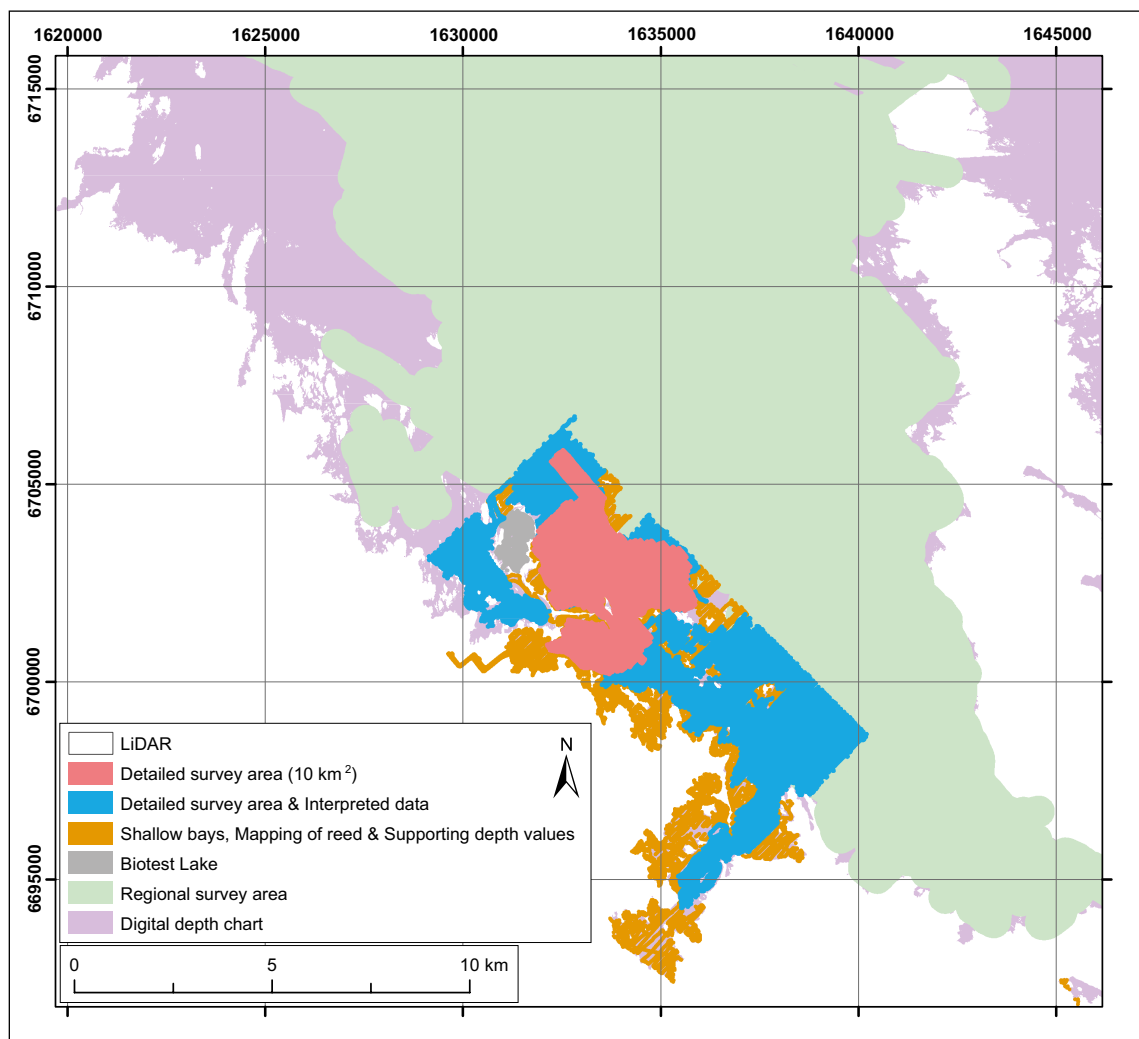 1620000 1625000 1630000 1635000 1640000 1645000
6715000
6710000
6705000
6700000
6695000
LiDAR
Detailed survey area (10 km²)
Detailed survey area & Interpreted data
Shallow bays, Mapping of reed & Supporting depth values
Biotest Lake
Regional survey area
Digital depth chart
N
0 5 10 km